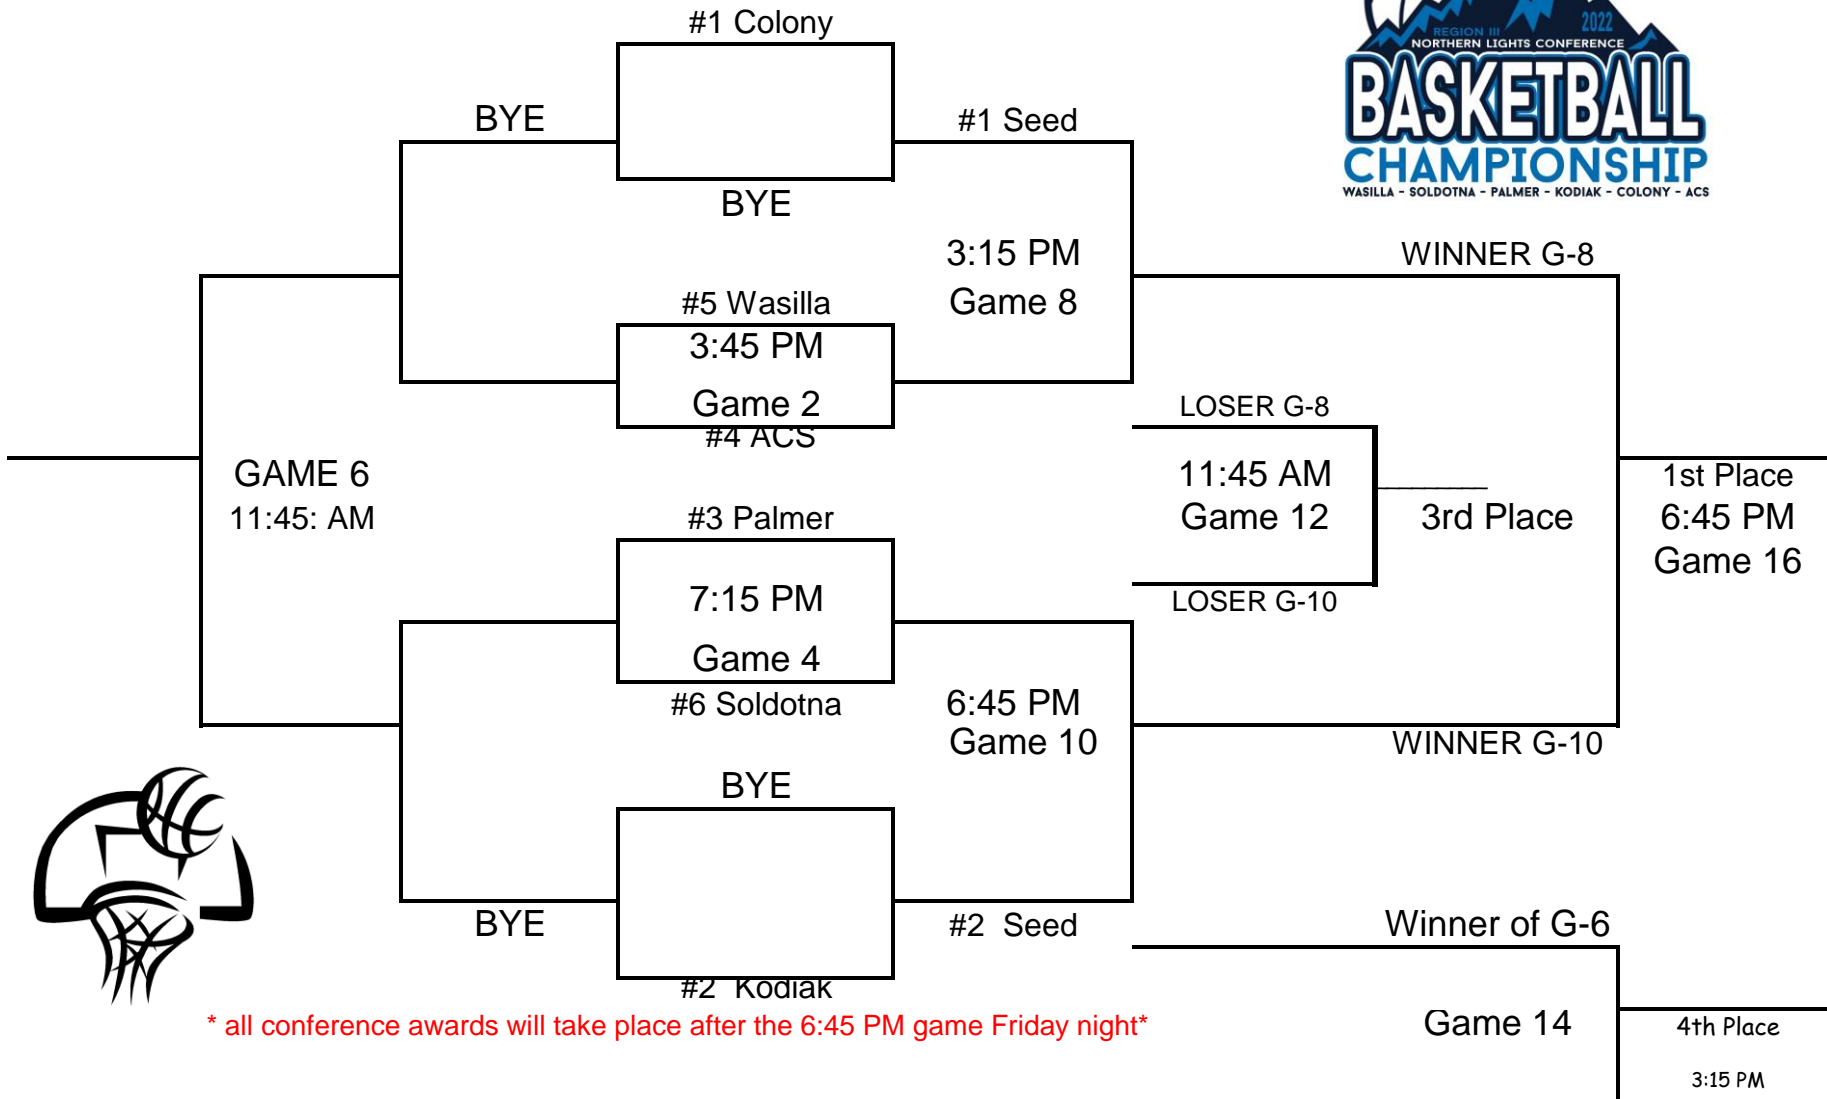 #1 Colony
2022
REGION III
NORTHERN LIGHTS CONFERENCE
BASKETBALL
CHAMPIONSHIP
WASILLA - SOLDOTNA - PALMER - KODIAK - COLONY - ACS
BYE
#1 Seed
BYE
3:15 PM
Game 8
WINNER G-8
#5 Wasilla
3:45 PM
Game 2
#4 ACS
LOSER G-8
GAME 6
11:45: AM
11:45 AM
Game 12
3rd Place
1st Place
6:45 PM
Game 16
#3 Palmer
7:15 PM
Game 4
#6 Soldotna
LOSER G-10
6:45 PM
Game 10
WINNER G-10
BYE
BYE
#2 Seed
Winner of G-6
#2 Kodiak
* all conference awards will take place after the 6:45 PM game Friday night*
Game 14
4th Place
3:15 PM